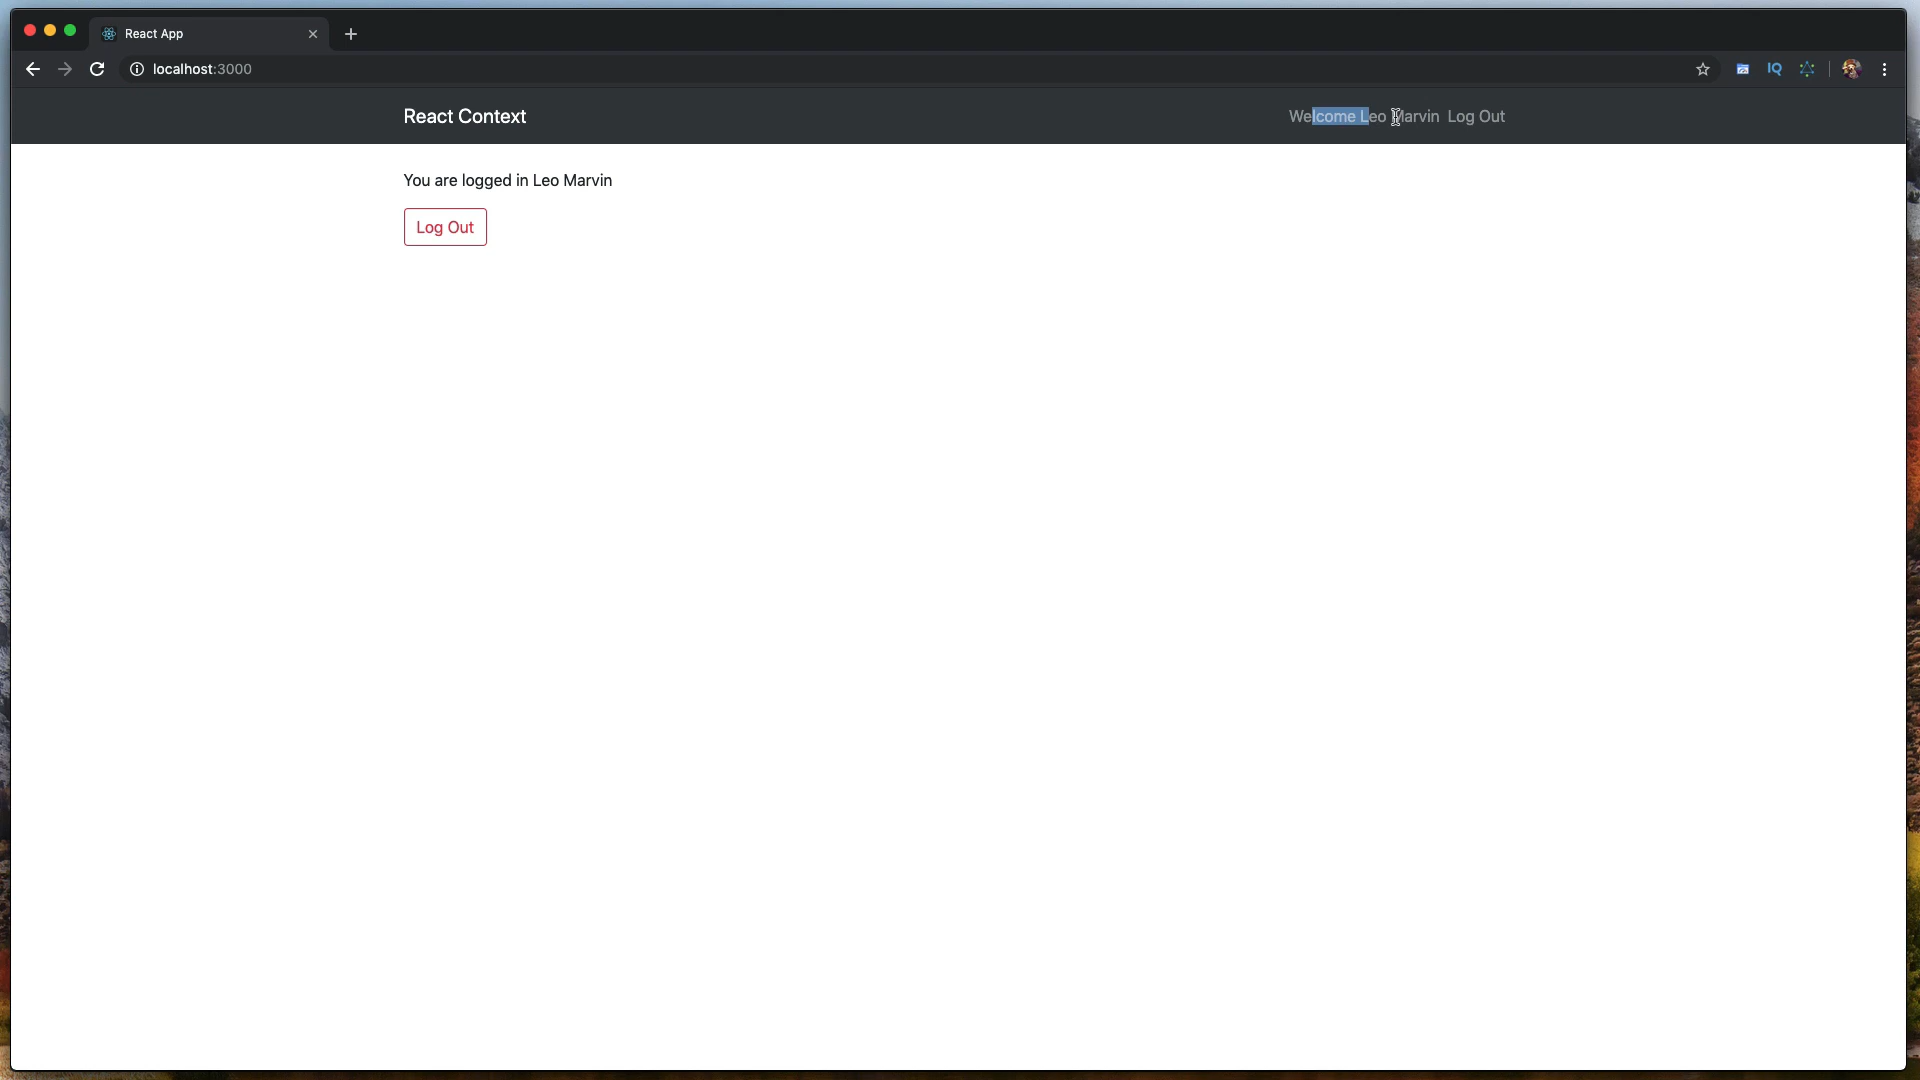 React App
localhost:3000
IQ
React Context
Welcome Leo Marvin Log Out
You are logged in Leo Marvin
Log Out